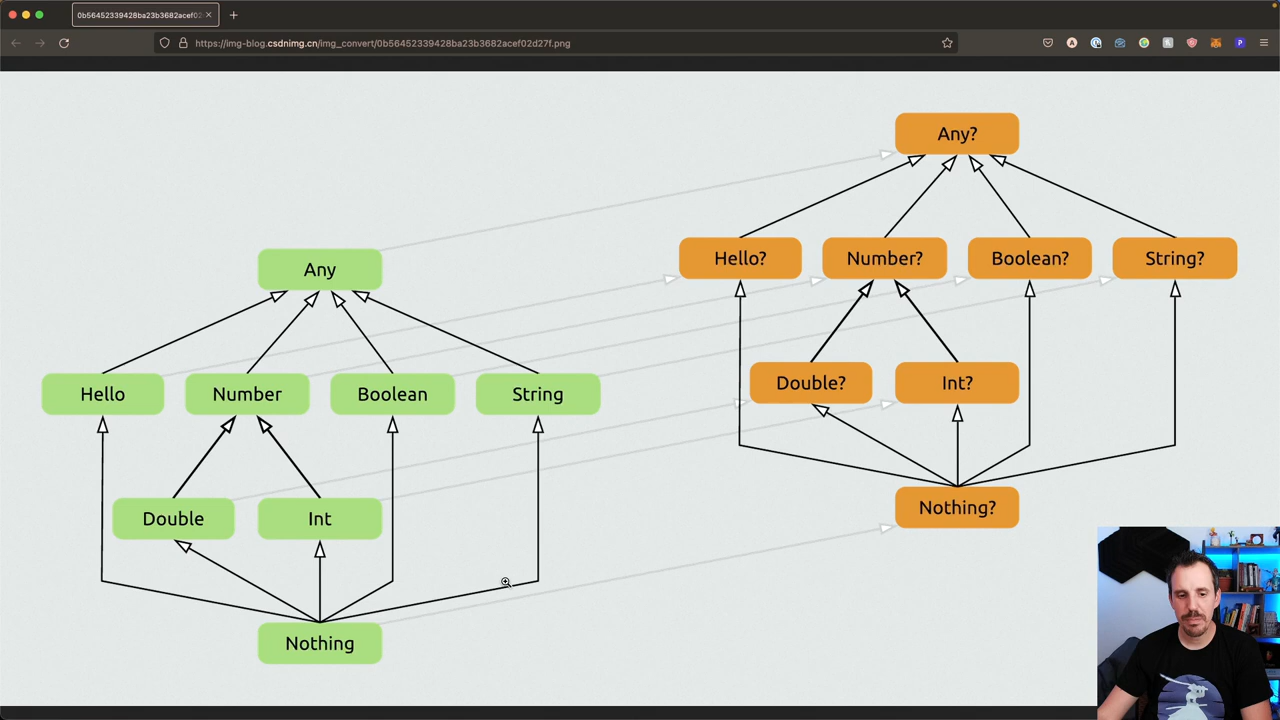 0b56452339428ba23b3682acef02
https://img-blog.csdnimg.cn/img_convert/0b56452339428ba23b3682acef02d27f.png
Any?
Hello?
Number?
Boolean?
String?
Any
Double?
Int?
Hello
Number
Boolean
String
Nothing?
Double
Int
Nothing